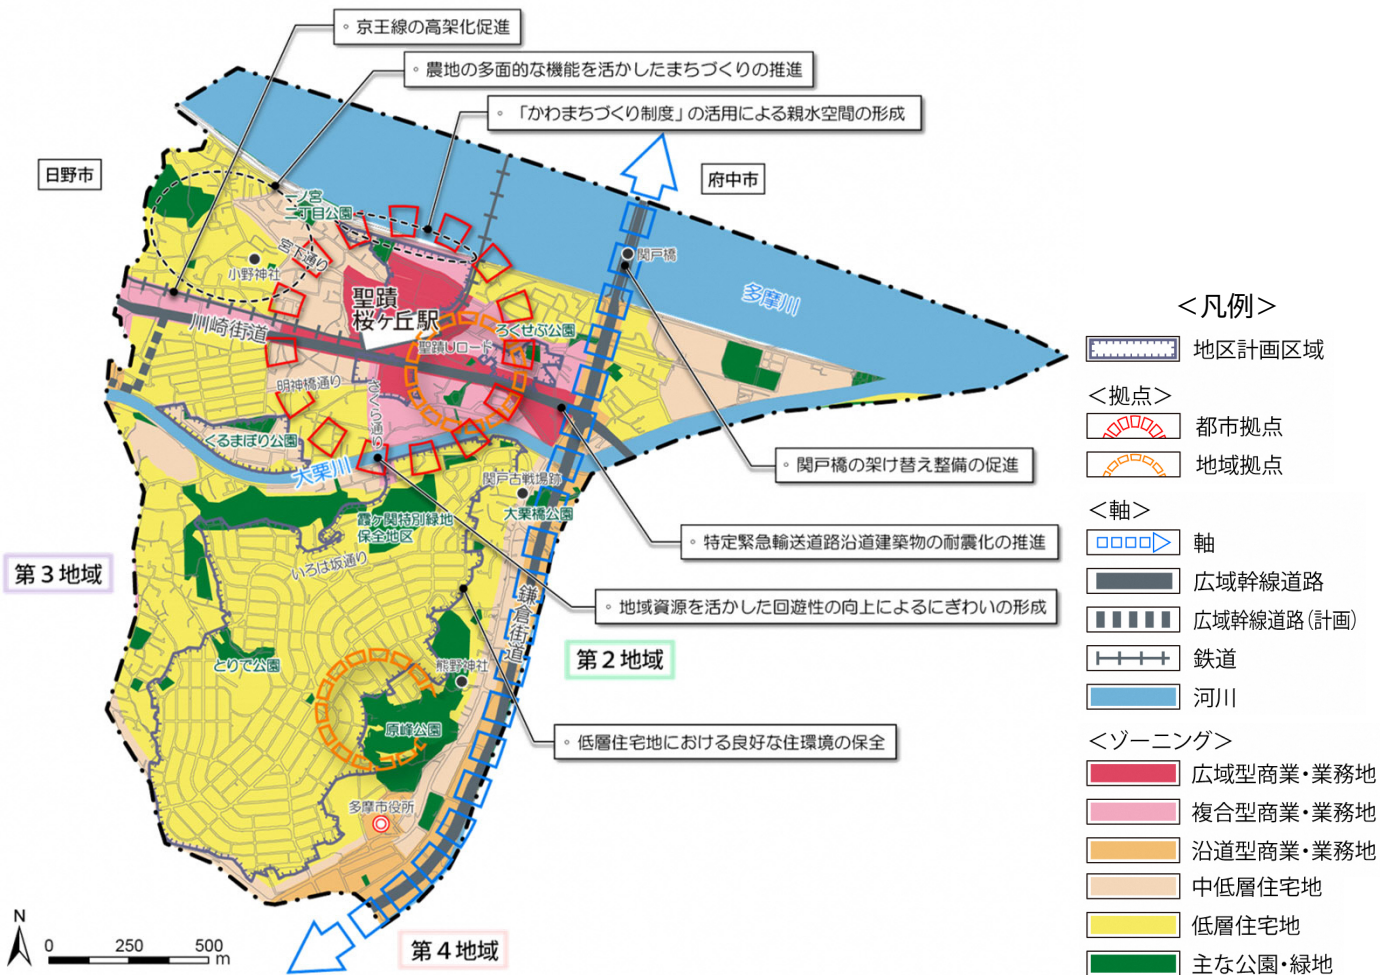 ◦ 京王線の高架化促進
◦ 農地の多面的な機能を活かしたまちづくりの推進
◦ 「かわまちづくり制度」の活用による親水空間の形成
日野市
府中市
一ノ宮
二丁目公園
宮下通り
小野神社
関戸橋
多摩川
聖蹟
桜ヶ丘駅
川崎街道
ろくせぶ公園
聖蹟Uロード
明神橋通り
さくら通り
くるまぼり公園
大栗川
◦ 関戸橋の架け替え整備の促進
関戸古戦場跡
大栗橋公園
霞ヶ関特別緑地
保全地区
◦ 特定緊急輸送道路沿道建築物の耐震化の推進
いろは坂通り
第3地域
◦ 地域資源を活かした回遊性の向上によるにぎわいの形成
鎌倉街道
第2地域
とりで公園
熊野神社
原峰公園
◦ 低層住宅地における良好な住環境の保全
多摩市役所
第4地域
N
0 250 500
m
＜凡例＞
地区計画区域
＜拠点＞
都市拠点
地域拠点
＜軸＞
軸
広域幹線道路
広域幹線道路(計画)
鉄道
河川
＜ゾーニング＞
広域型商業・業務地
複合型商業・業務地
沿道型商業・業務地
中低層住宅地
低層住宅地
主な公園・緑地